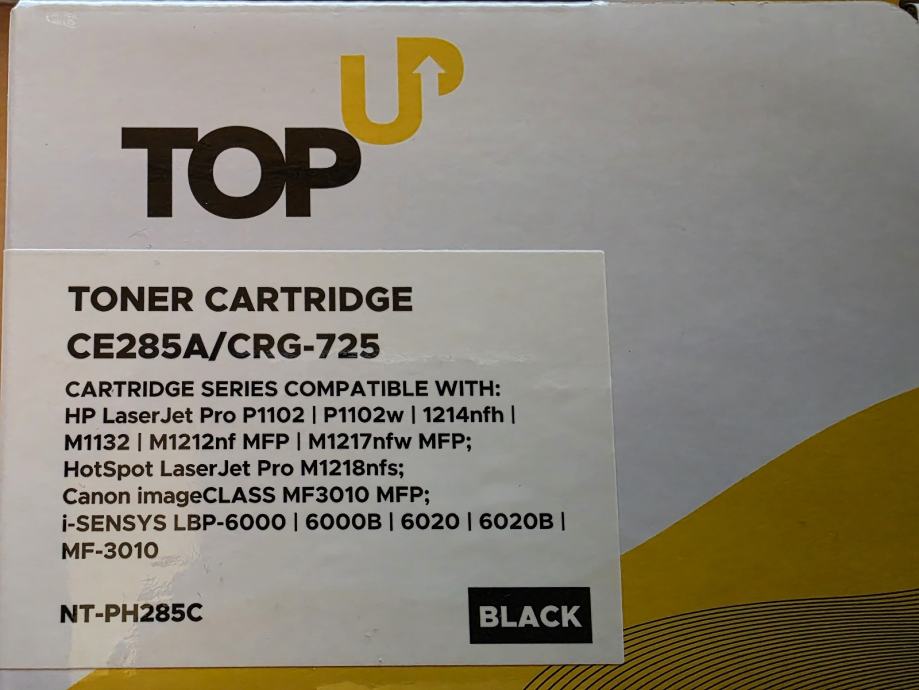 TOP UP
TONER CARTRIDGE
CE285A/CRG-725
CARTRIDGE SERIES COMPATIBLE WITH:
HP LaserJet Pro P1102 | P1102w | 1214nfh |
M1132 | M1212nf MFP | M1217nfw MFP;
HotSpot LaserJet Pro M1218nfs;
Canon imageCLASS MF3010 MFP;
i-SENSYS LBP-6000 | 6000B | 6020 | 6020B |
MF-3010
NT-PH285C
BLACK